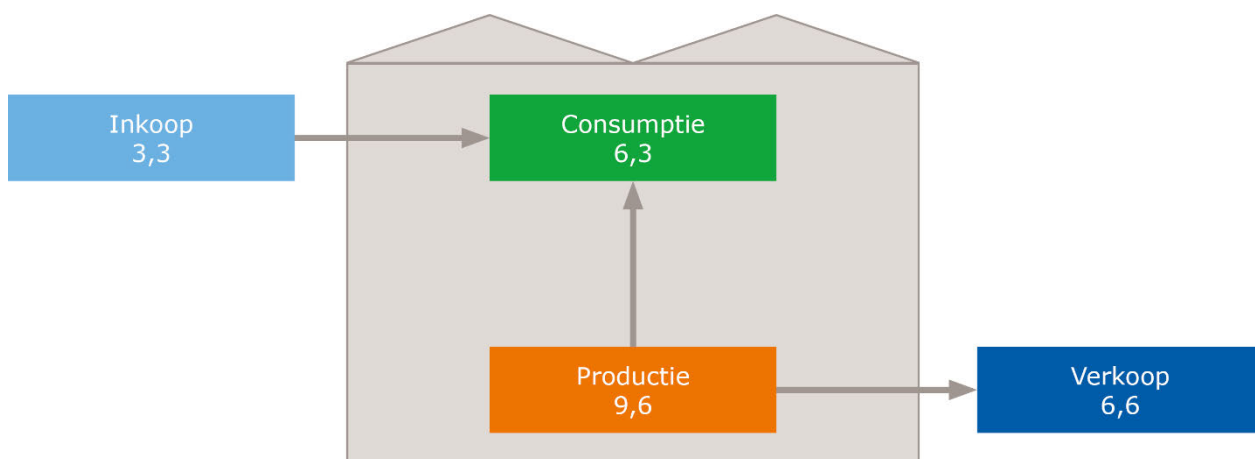 Inkoop
3,3
Consumptie
6,3
Productie
9,6
Verkoop
6,6